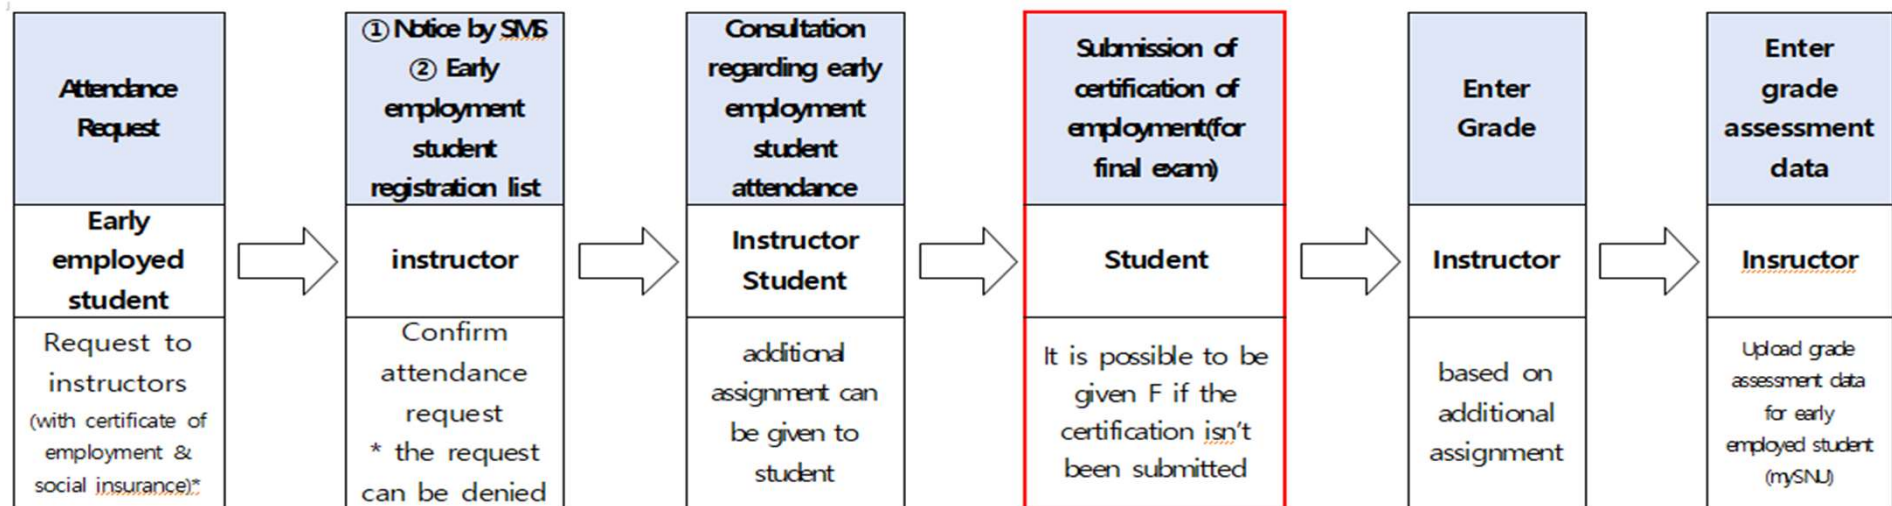 Attendance
Request
Early
employed
student
Request to
instructors
(with certificate of
employment &
social insurance)*
① Notice by SMS
② Early
employment
student
registration list
instructor
Confirm
attendance
request
* the request
can be denied
Consultation
regarding early
employment
student
attendance
Instructor
Student
additional
assignment can
be given to
student
Submission of
certification of
employment(for
final exam)
Student
It is possible to be
given F if the
certification isn't
been submitted
Enter
Grade
Instructor
based on
additional
assignment
Enter
grade
assessment
data
Insructor
Upload grade
assessment data
for early
employed student
(mySNU)